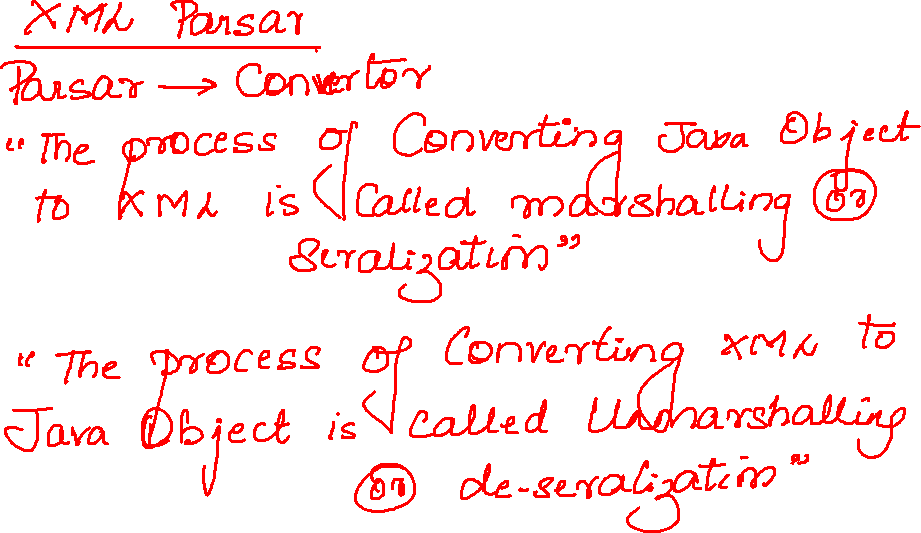 XML Parsar
Parsar → Convertor
"The process of Converting Java Object
to XML is Called marshalling or
Seralization"
"The process of Converting XML to
Java Object is called Unmarshalling
or de-seralization"